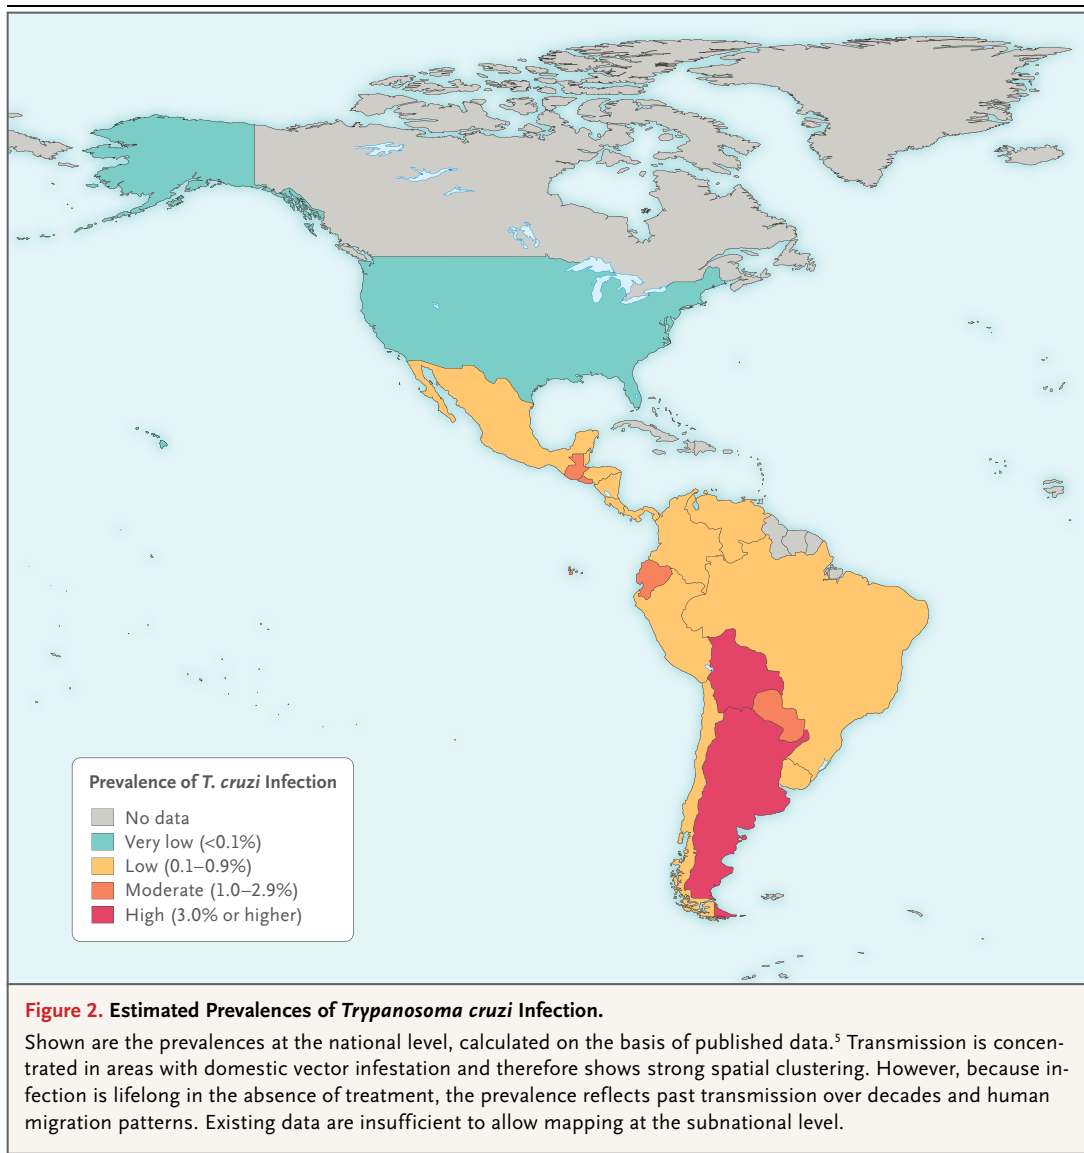 Prevalence of T. cruzi Infection
No data
Very low (<0.1%)
Low (0.1–0.9%)
Moderate (1.0–2.9%)
High (3.0% or higher)
Figure 2. Estimated Prevalences of Trypanosoma cruzi Infection.
Shown are the prevalences at the national level, calculated on the basis of published data.⁵ Transmission is concen-
trated in areas with domestic vector infestation and therefore shows strong spatial clustering. However, because in-
fection is lifelong in the absence of treatment, the prevalence reflects past transmission over decades and human
migration patterns. Existing data are insufficient to allow mapping at the subnational level.